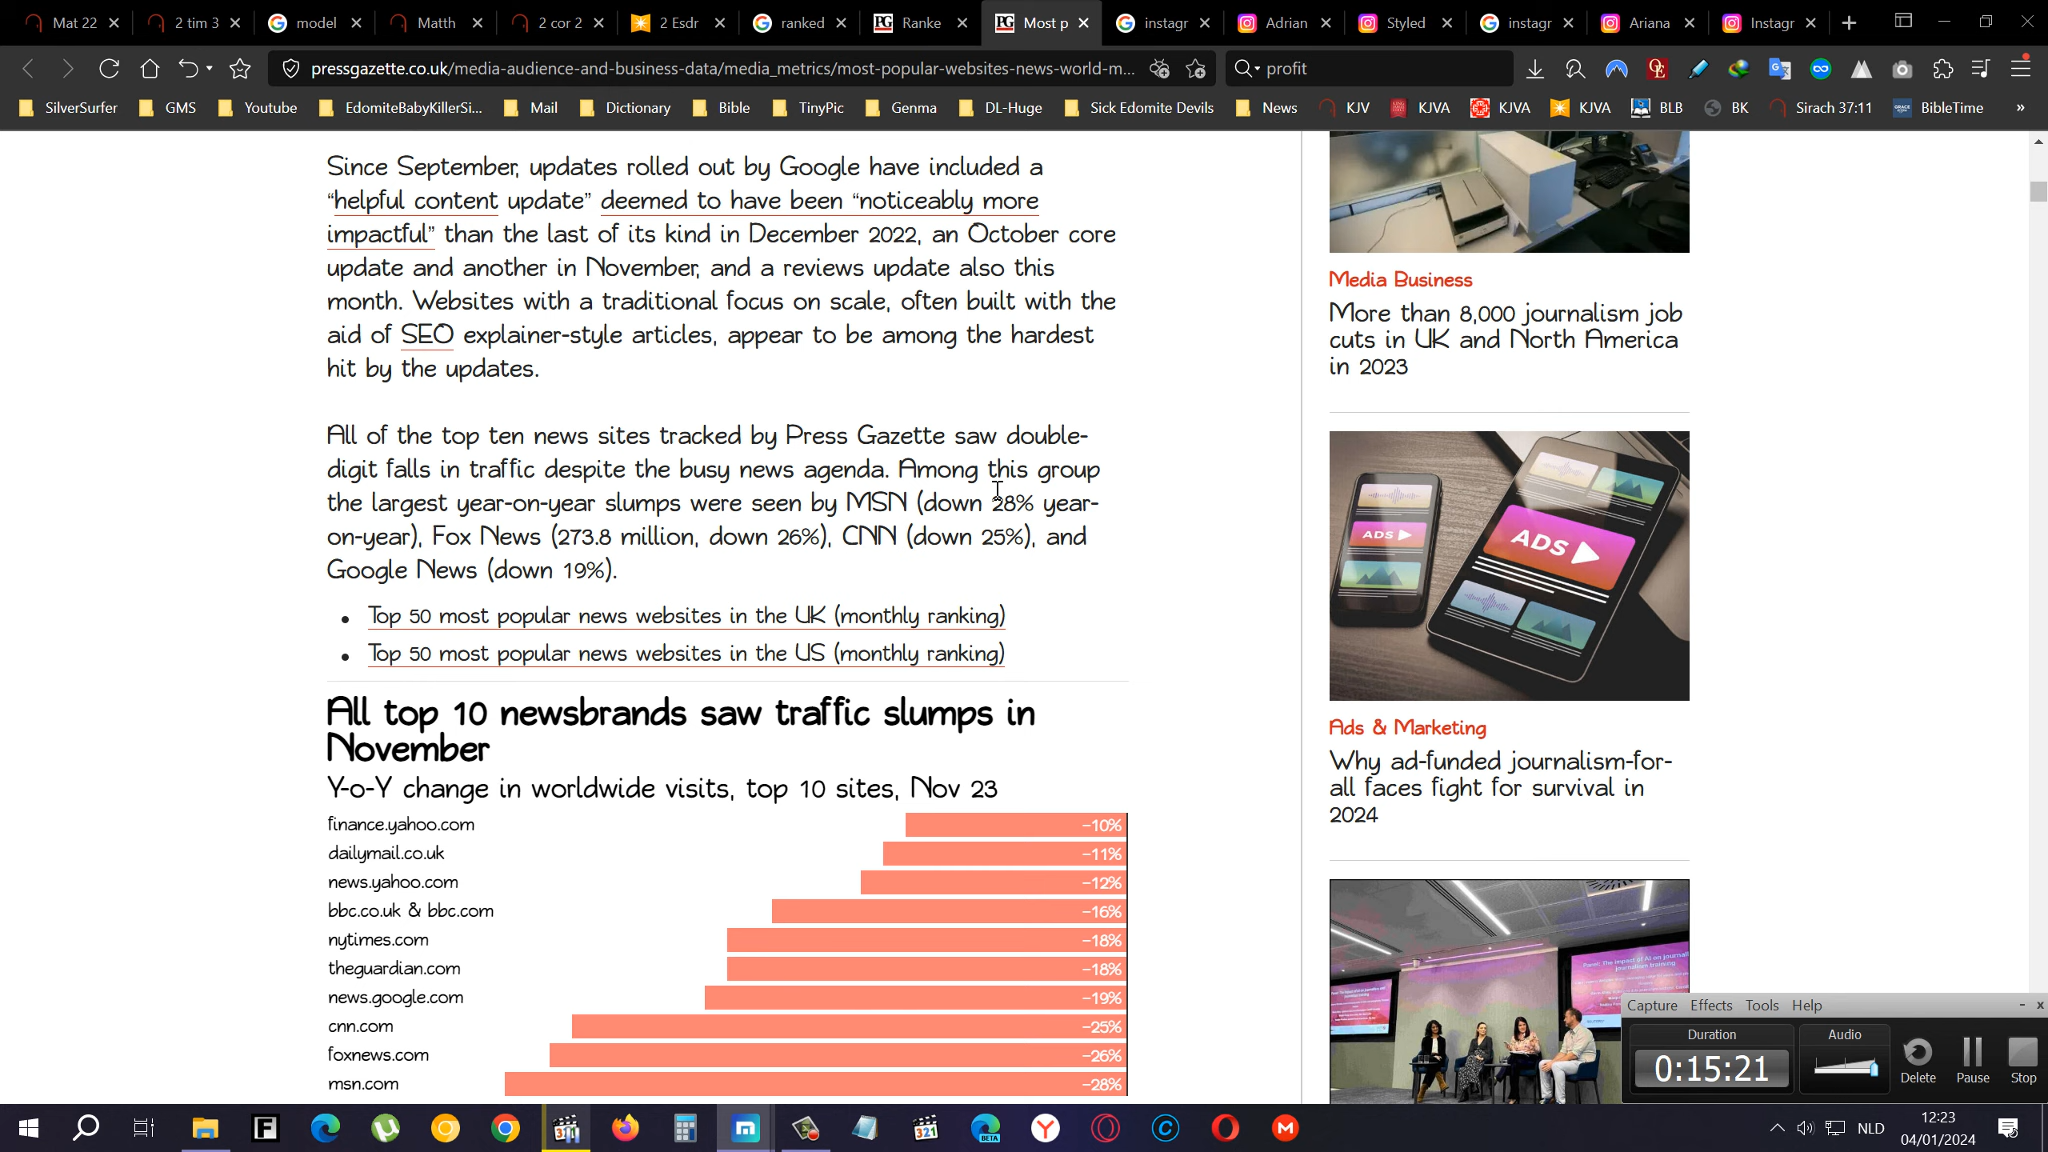 Mat 22
2 tim 3
model
Matth
2 cor 2
2 Esdr
ranked
Ranke
Most p
instagr
Adrian
Styled
instagr
Ariana
Instagr
pressgazette.co.uk/media-audience-and-business-data/media_metrics/most-popular-websites-news-world-m...
profit
SilverSurfer
GMS
Youtube
EdomiteBabyKillerSi...
Mail
Dictionary
Bible
TinyPic
Genma
DL-Huge
Sick Edomite Devils
News
KJV
KJVA
KJVA
KJVA
BLB
BK
Sirach 37:11
BibleTime
Since September, updates rolled out by Google have included a
“helpful content update” deemed to have been “noticeably more
impactful” than the last of its kind in December 2022, an October core
update and another in November, and a reviews update also this
month. Websites with a traditional focus on scale, often built with the
aid of SEO explainer-style articles, appear to be among the hardest
hit by the updates.
All of the top ten news sites tracked by Press Gazette saw double-
digit falls in traffic despite the busy news agenda. Among this group
the largest year-on-year slumps were seen by MSN (down 28% year-
on-year), Fox News (273.8 million, down 26%), CNN (down 25%), and
Google News (down 19%).
• Top 50 most popular news websites in the UK (monthly ranking)
• Top 50 most popular news websites in the US (monthly ranking)
All top 10 newsbrands saw traffic slumps in
November
Y-o-Y change in worldwide visits, top 10 sites, Nov 23
finance.yahoo.com -10%
dailymail.co.uk -11%
news.yahoo.com -12%
bbc.co.uk & bbc.com -16%
nytimes.com -18%
theguardian.com -18%
news.google.com -19%
cnn.com -25%
foxnews.com -26%
msn.com -28%
Media Business
More than 8,000 journalism job
cuts in UK and North America
in 2023
ADS
ADS
Ads & Marketing
Why ad-funded journalism-for-
all faces fight for survival in
2024
Capture Effects Tools Help
Duration
0:15:21
Audio
Delete
Pause
Stop
NLD
12:23
04/01/2024